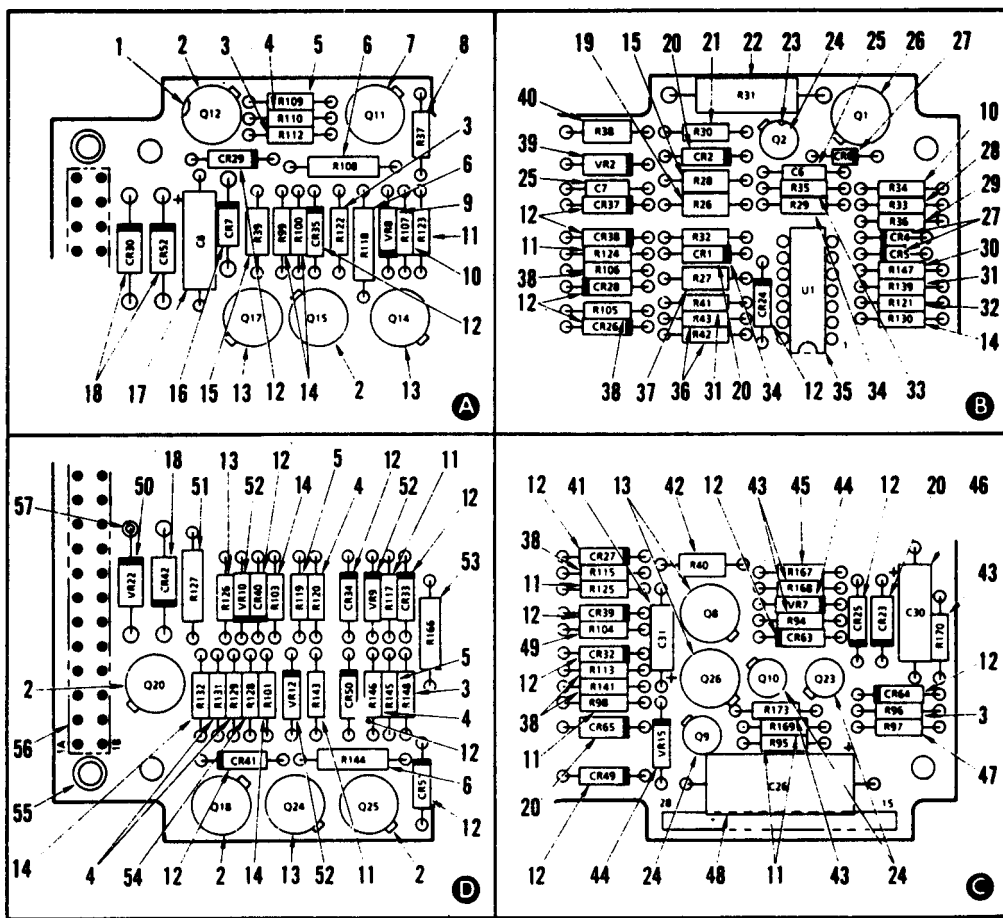 1 2 3 4 5 6 7 8
R109
R110
R112
Q12
Q11
R37
3
CR29
R108
6
9
CR30
CR52
C8
CR7
R39
R99
R100
CR35
R122
R118
VR8
R107
R123
11
10
12
Q17
Q15
Q14
18 17 16 15 13 12 14 2 13
A
19 15 20 21 22 23 24 25 26 27
R31
10
40
R38
R30
Q2
Q1
28
39
VR2
CR2
CR6
25
C7
R28
C6
R34
29
CR37
R26
R35
R33
12
R29
R36
27
CR38
R32
CR4
11
R124
CR1
CR5
30
38
R106
R27
CR24
U1
R147
31
12
CR28
R41
R139
32
R105
R43
R121
CR26
R42
R130
14
38 37 36 31 20 34 12 35 34 33
B
50 18 51 13 52 12 14 5 4 12 52 11 12
57
53
VR22
CR42
R127
R126
VR10
CR40
R103
R119
R120
CR34
VR9
R117
CR33
R166
2
Q20
R132
R131
R129
R128
R101
VR12
R143
CR50
R146
R145
R148
5
3
4
12
56
1A
1B
CR41
R144
6
CR5
55
Q18
Q24
Q25
12
14 4 54 12 2 14 13 52 11 2
D
12 41 13 42 12 43 45 44 12 20 46
38
CR27
R40
R167
43
R115
R168
11
R125
VR7
12
CR39
Q8
R94
CR25
CR23
C30
R170
49
R104
C31
CR63
12
CR32
R113
Q26
Q10
Q23
CR64
12
38
R141
R96
3
R98
R173
R97
11
CR65
VR15
Q9
R169
47
20
R95
CR49
C26
28
15
12 44 24 48 11 43 24
C